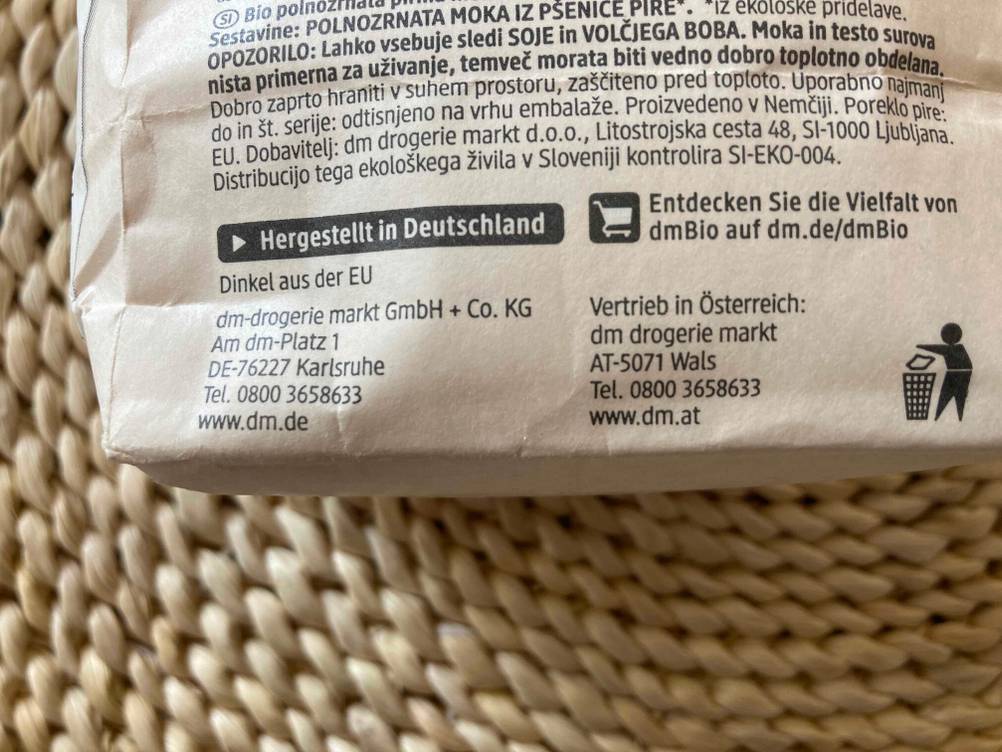 SI Bio polnozrnata
Sestavine: POLNOZRNATA MOKA IZ PŠENICE PIRE*. *iz ekološke pridelave.
OPOZORILO: Lahko vsebuje sledi SOJE in VOLČJEGA BOBA. Moka in testo surova
nista primerna za uživanje, temveč morata biti vedno dobro toplotno obdelana.
Dobro zaprto hraniti v suhem prostoru, zaščiteno pred toploto. Uporabno najmanj
do in št. serije: odtisnjeno na vrhu embalaže. Proizvedeno v Nemčiji. Poreklo pire:
EU. Dobavitelj: dm drogerie markt d.o.o., Litostrojska cesta 48, SI-1000 Ljubljana.
Distribucijo tega ekološkega živila v Sloveniji kontrolira SI-EKO-004.
Hergestellt in Deutschland
Dinkel aus der EU
dm-drogerie markt GmbH + Co. KG
Am dm-Platz 1
DE-76227 Karlsruhe
Tel. 0800 3658633
www.dm.de
Entdecken Sie die Vielfalt von
dmBio auf dm.de/dmBio
Vertrieb in Österreich:
dm drogerie markt
AT-5071 Wals
Tel. 0800 3658633
www.dm.at